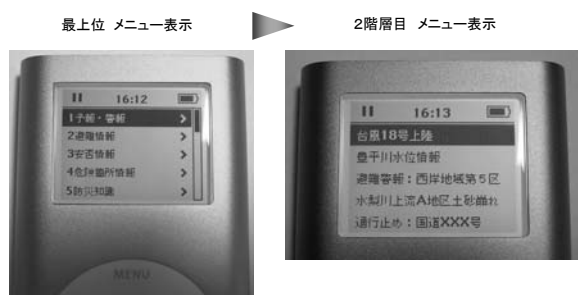 最上位 メニュー表示
2階層目 メニュー表示
16:12
1予報・警報
2避難情報
3安否情報
4危険箇所情報
5防災知識
MENU
16:13
台風18号上陸
豊平川水位情報
避難警報：西岸地域第5区
水梨川上流A地区土砂崩れ
通行止め：国道XXX号